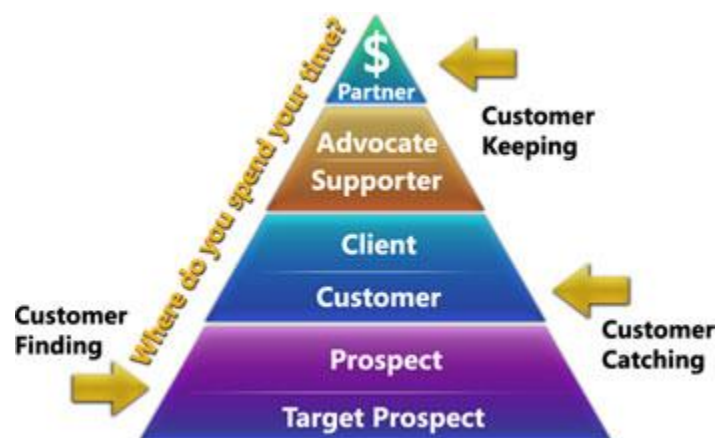 Where do you spend your time?
$
Partner
Customer
Keeping
Advocate
Supporter
Client
Customer
Customer
Catching
Customer
Finding
Prospect
Target Prospect